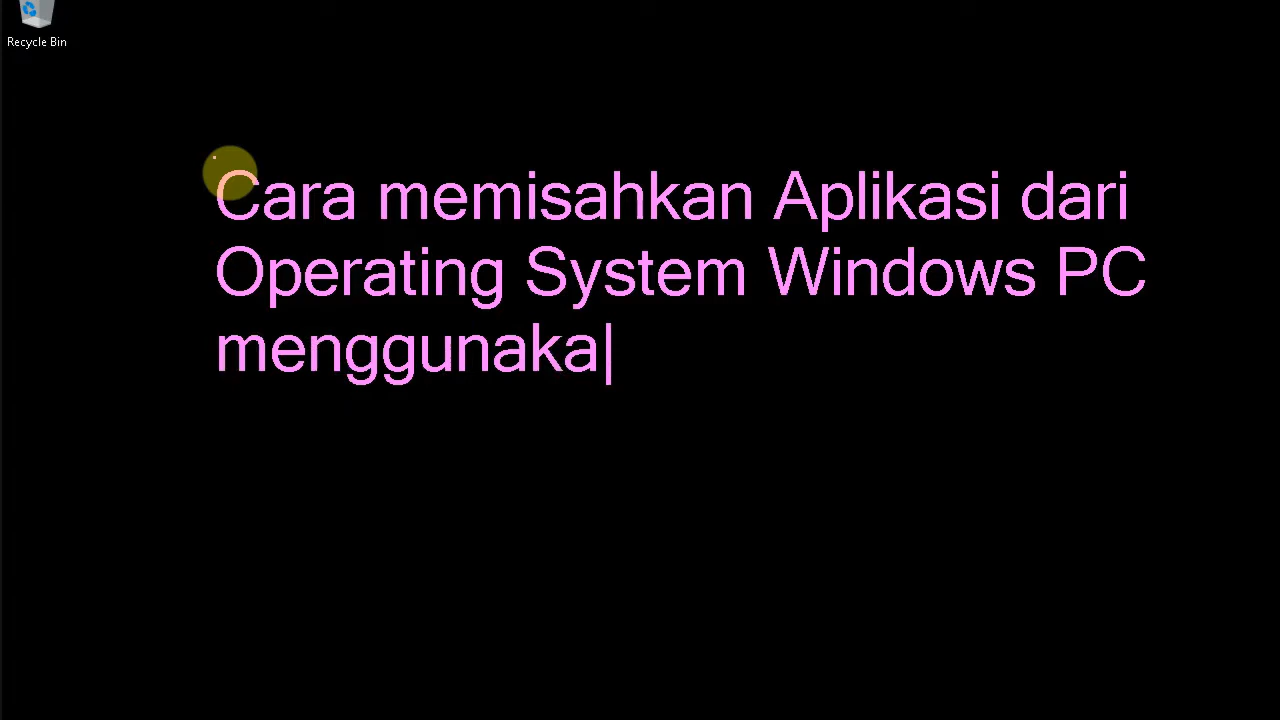 Recycle Bin
Cara memisahkan Aplikasi dari
Operating System Windows PC
menggunaka